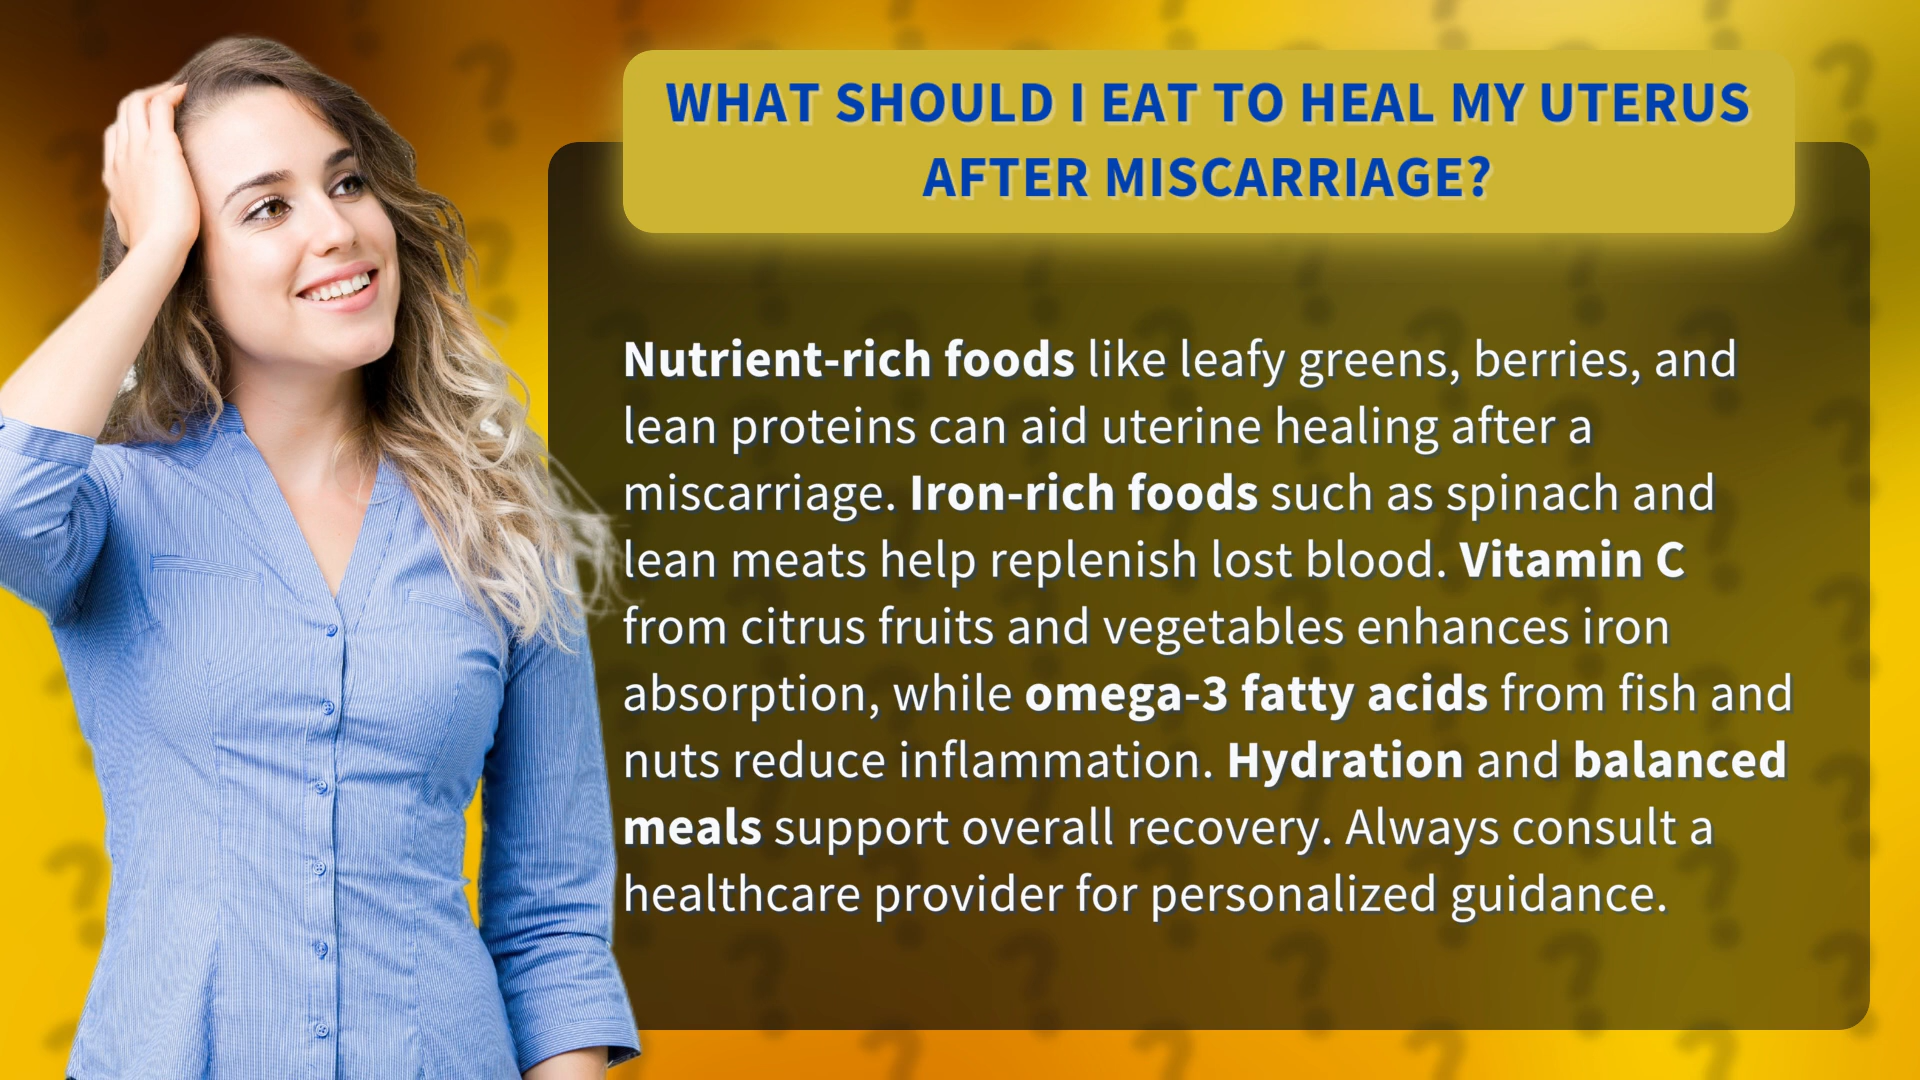 WHAT SHOULD I EAT TO HEAL MY UTERUS
AFTER MISCARRIAGE?
Nutrient-rich foods like leafy greens, berries, and
lean proteins can aid uterine healing after a
miscarriage. Iron-rich foods such as spinach and
lean meats help replenish lost blood. Vitamin C
from citrus fruits and vegetables enhances iron
absorption, while omega-3 fatty acids from fish and
nuts reduce inflammation. Hydration and balanced
meals support overall recovery. Always consult a
healthcare provider for personalized guidance.